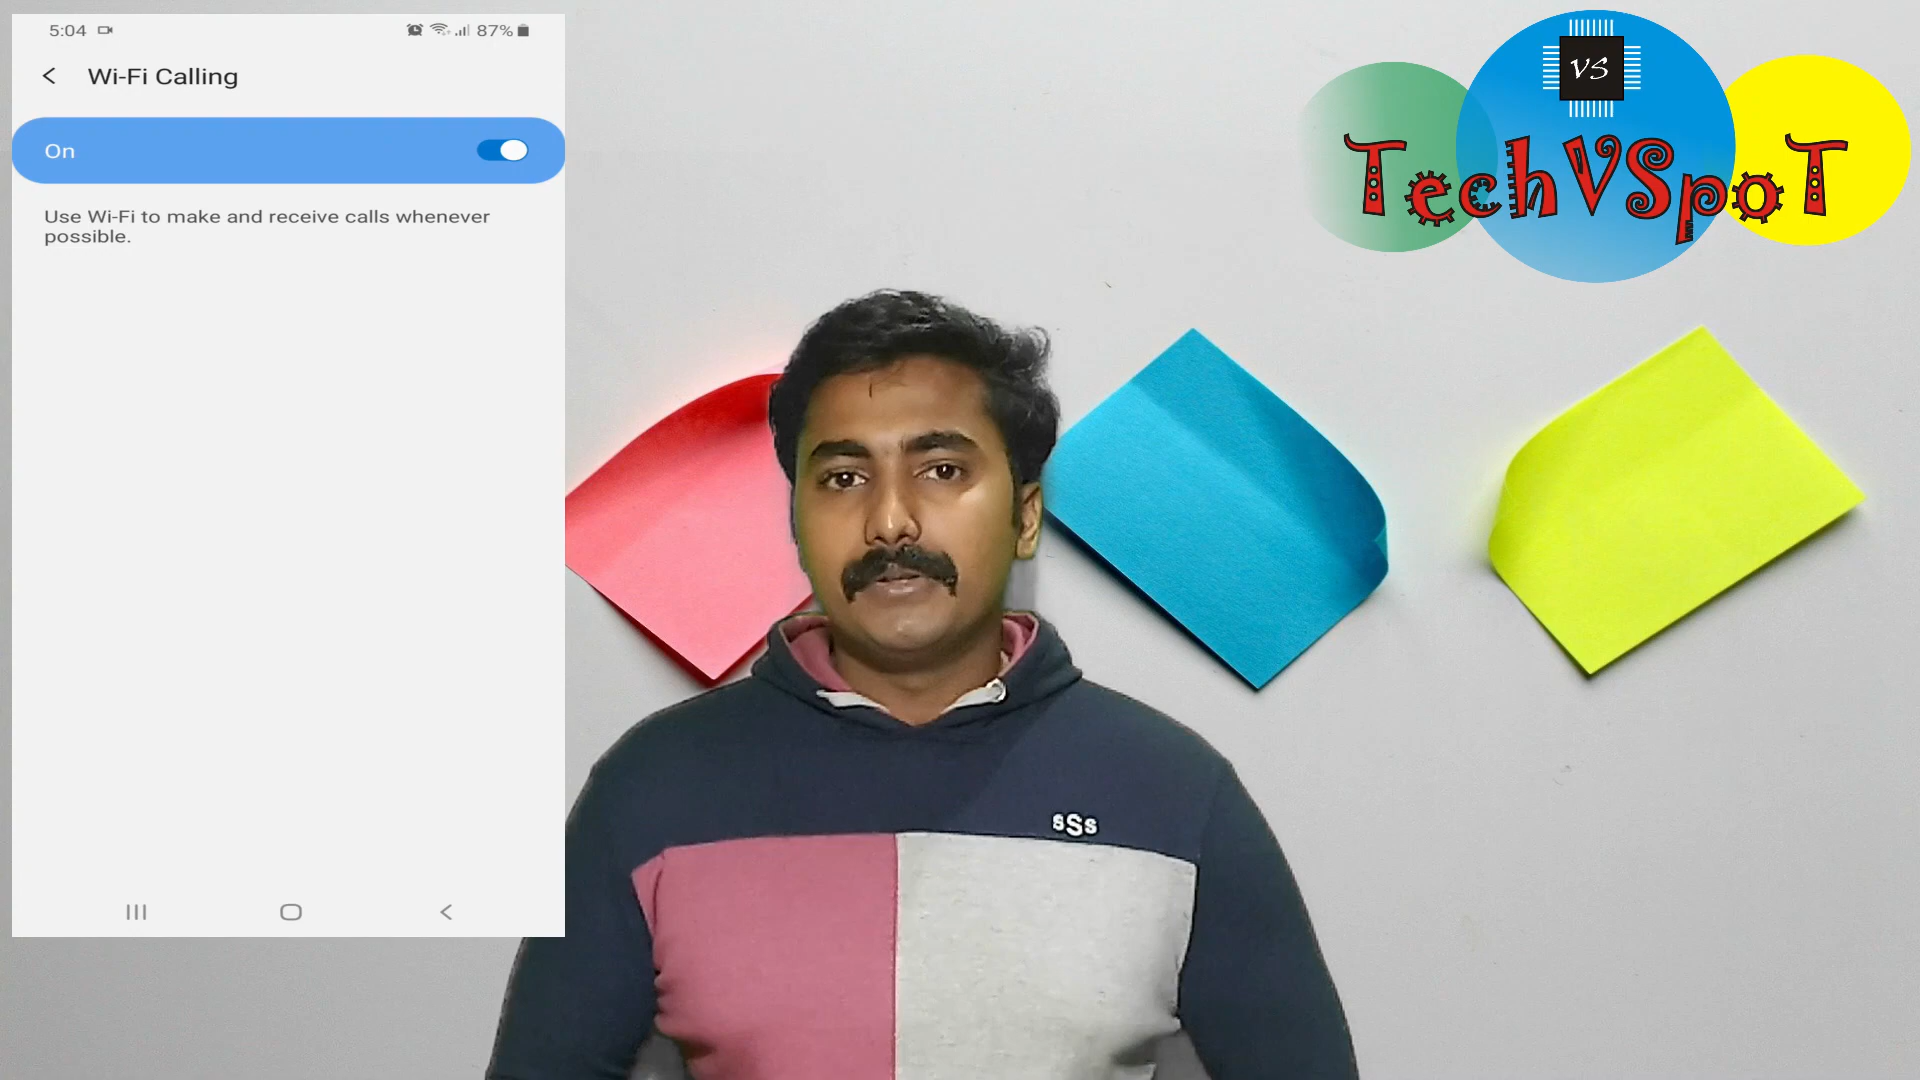 5:04
87%
Wi-Fi Calling
On
Use Wi-Fi to make and receive calls whenever
possible.
VS
TechVSpoT
sSs